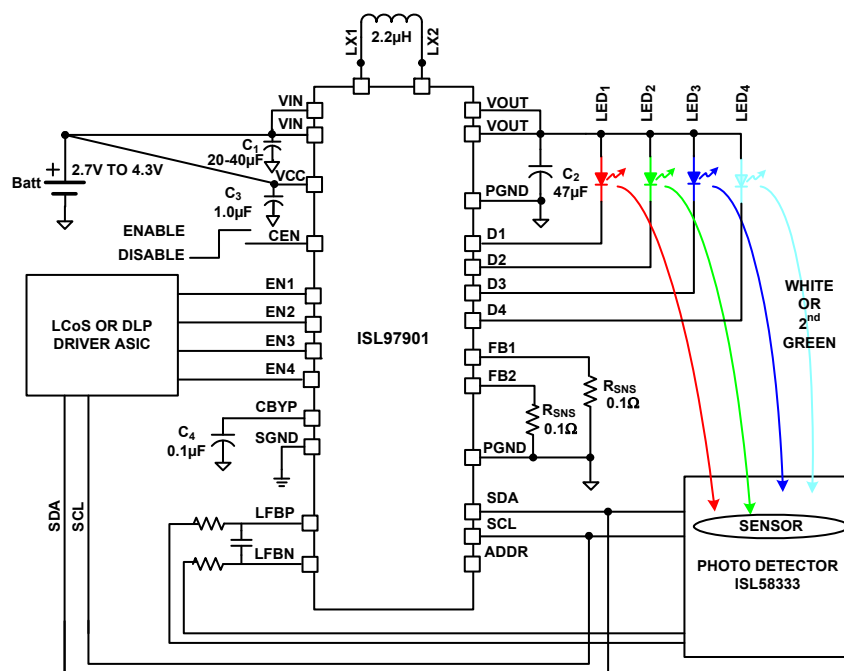 LX1
2.2µH
LX2
VIN
VIN
C1
20-40µF
VCC
C3
1.0µF
2.7V TO 4.3V
+
Batt
ENABLE
DISABLE
CEN
LCoS OR DLP
DRIVER ASIC
EN1
EN2
EN3
EN4
CBYP
C4
0.1µF
SGND
SDA
SCL
LFBP
LFBN
ISL97901
VOUT
VOUT
C2
47µF
PGND
D1
D2
D3
D4
FB1
FB2
RSNS
0.1Ω
RSNS
0.1Ω
PGND
SDA
SCL
ADDR
LED1
LED2
LED3
LED4
WHITE
OR
2nd
GREEN
SENSOR
PHOTO DETECTOR
ISL58333